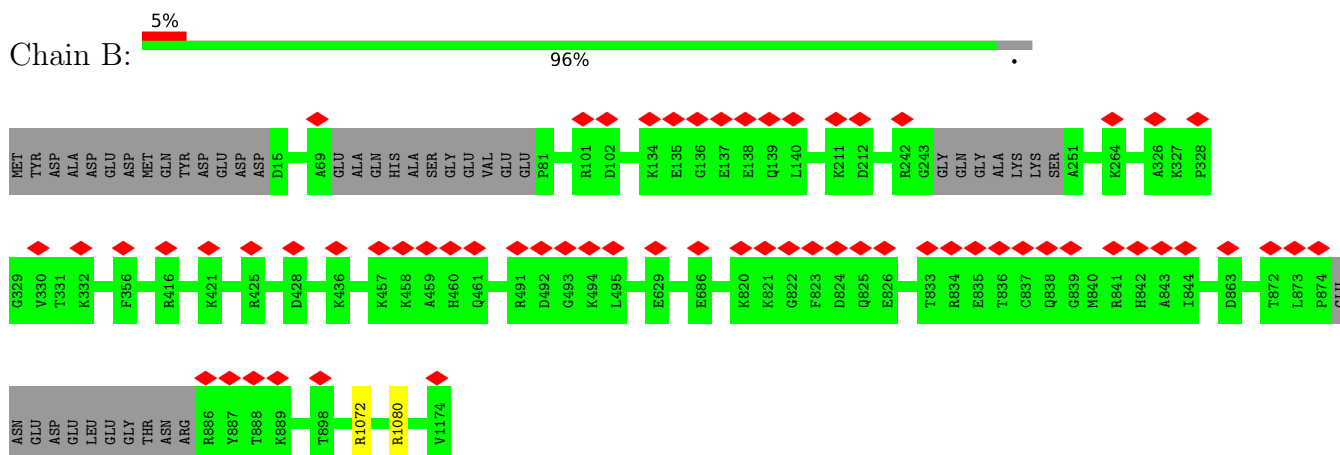 5%
Chain B:
96%
.
MET TYR ASP ALA ASP GLU ASP MET GLN TYR ASP GLU ASP ASP D15 A69 GLU ALA GLN HIS ALA SER GLY GLU VAL GLU GLU P81 R101 D102 K134 E135 G136 E137 E138 Q139 L140 K211 D212 R242 G243 GLY GLN GLY ALA LYS LYS SER A251 K264 A326 K327 P328
G329 V330 T331 K332 F356 R416 K421 R425 D428 K436 K457 K458 A459 H460 Q461 R491 D492 G493 K494 L495 E629 E686 K820 K821 G822 F823 D824 Q825 E826 T833 R834 E835 T836 C837 Q838 G839 M840 R841 H842 A843 I844 D863 T872 L873 P874 GLU
ASN GLU ASP GLU LEU GLU GLY THR ASN ARG R886 Y887 T888 K889 T898 R1072 R1080 V1174